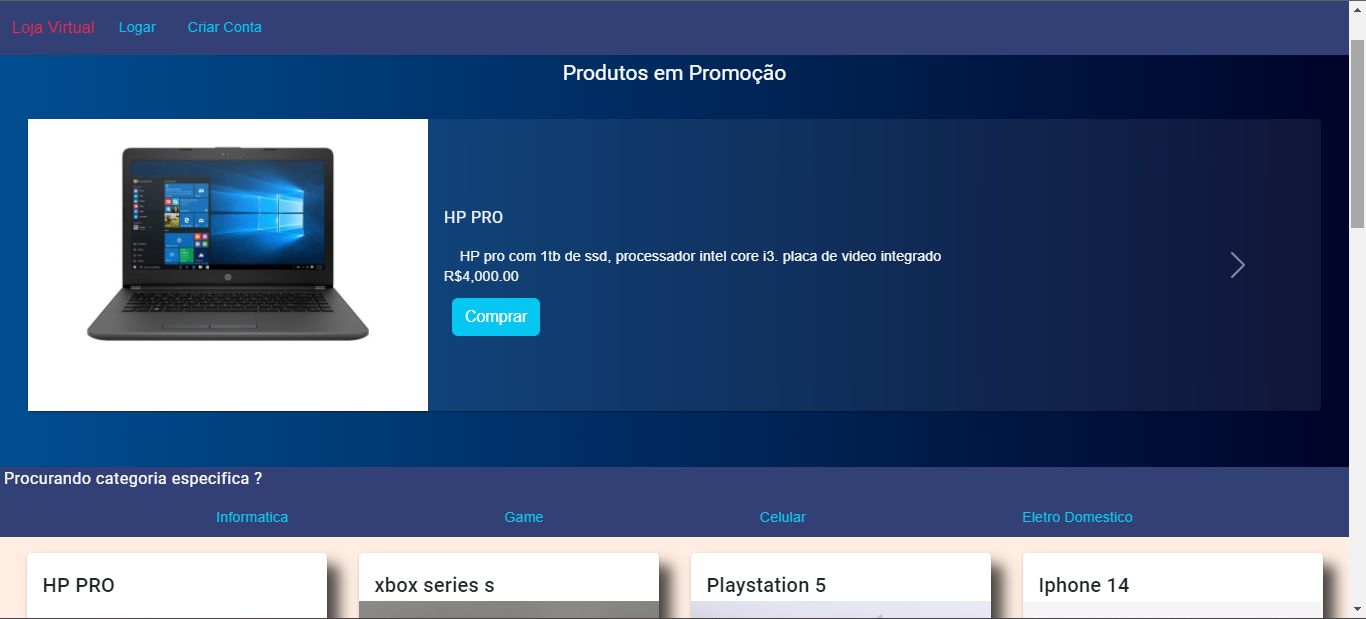 Loja Virtual Logar Criar Conta
Produtos em Promoção
HP PRO
HP pro com 1tb de ssd, processador intel core i3. placa de video integrado
R$4,000.00
Comprar
Procurando categoria especifica ?
Informatica Game Celular Eletro Domestico
HP PRO xbox series s Playstation 5 Iphone 14